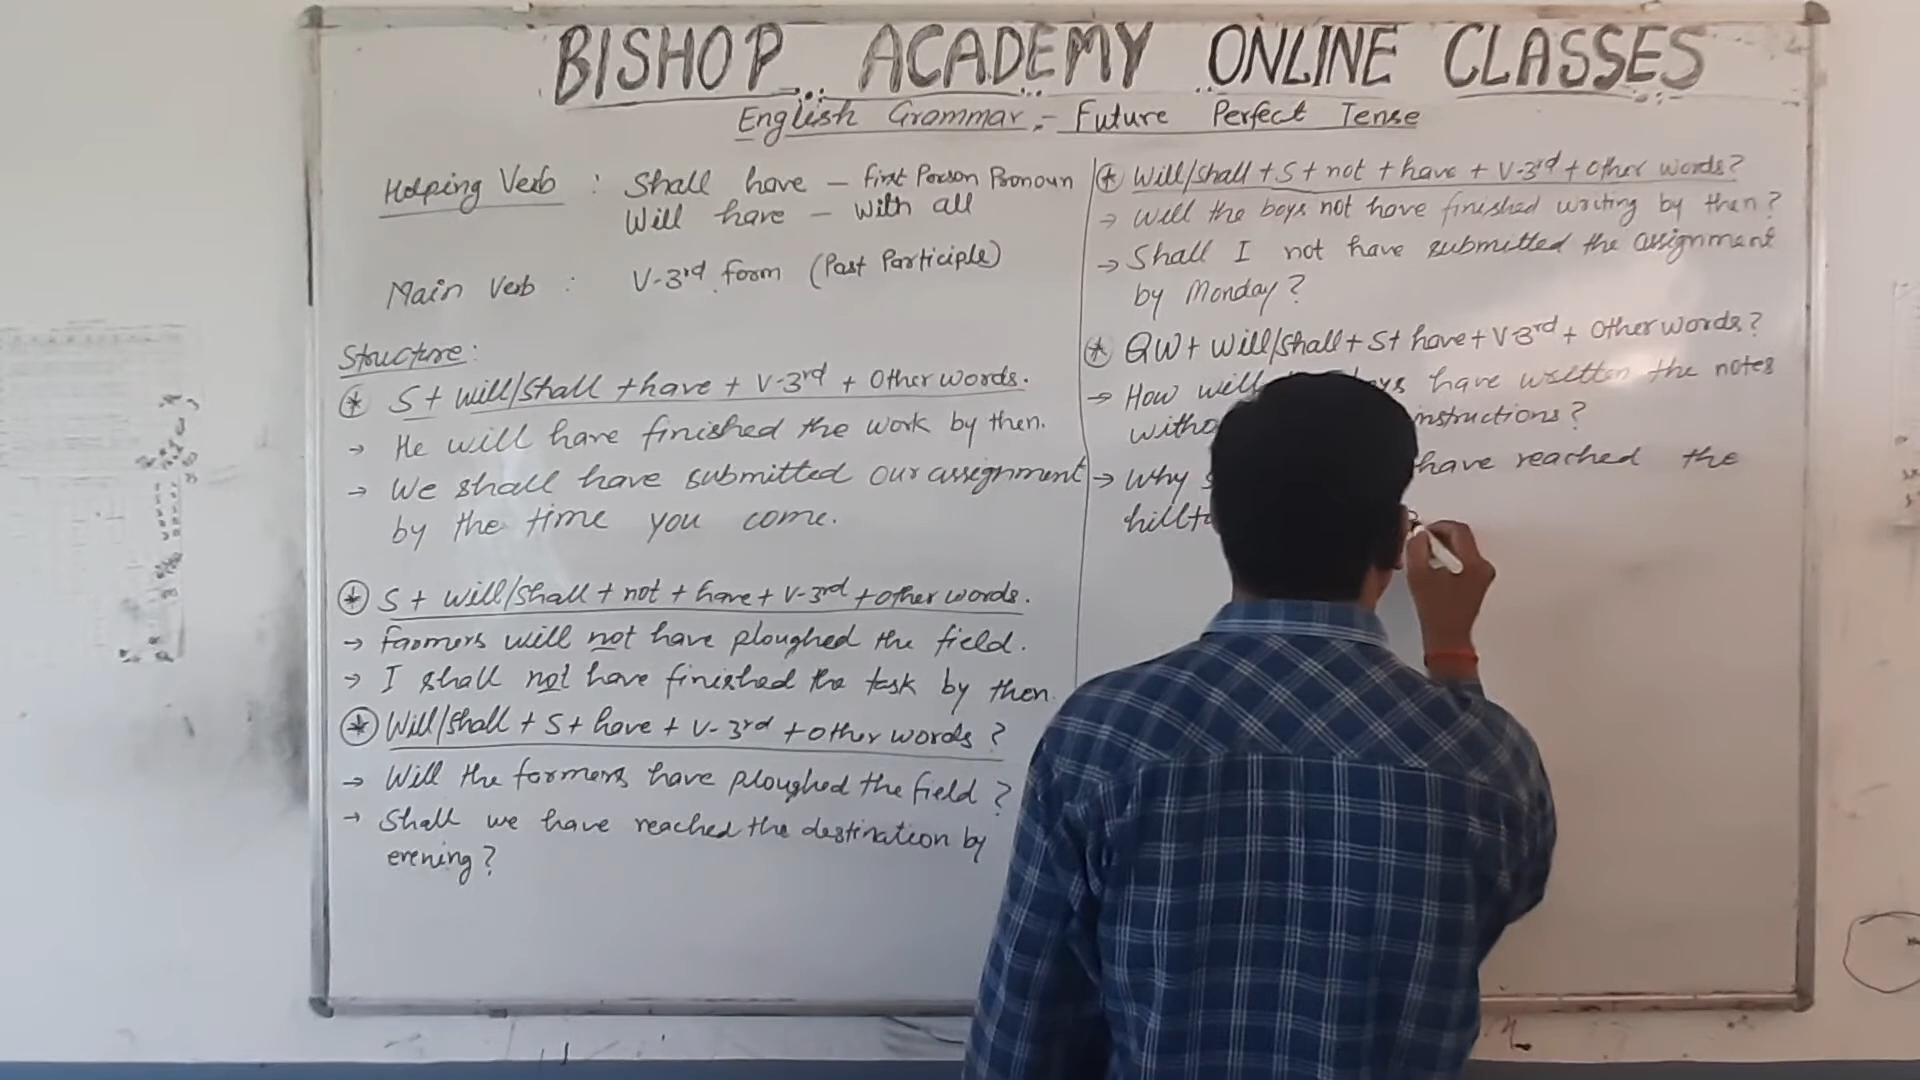 BISHOP ACADEMY ONLINE CLASSES
English Grammar :- Future Perfect Tense
Helping Verb : Shall have - first Person Pronoun
Will have - With all
Main Verb : V-3rd form (Past Participle)
Structure:
* S + Will/Shall + have + V-3rd + Other words.
→ He will have finished the work by then.
→ We shall have submitted our assignment
by the time you come.
* S + Will/Shall + not + have + V-3rd + other words.
→ Farmers will not have ploughed the field.
→ I shall not have finished the task by then.
* Will/Shall + S + have + V-3rd + other words?
→ Will the farmers have ploughed the field?
→ Shall we have reached the destination by
evening?
* Will/Shall + S + not + have + V-3rd + Other words?
→ Will the boys not have finished writing by then?
→ Shall I not have submitted the assignment
by Monday?
* QW + Will/Shall + S + have + V-3rd + Other words?
→ How will have written the notes
instructions?
→ Why have reached the